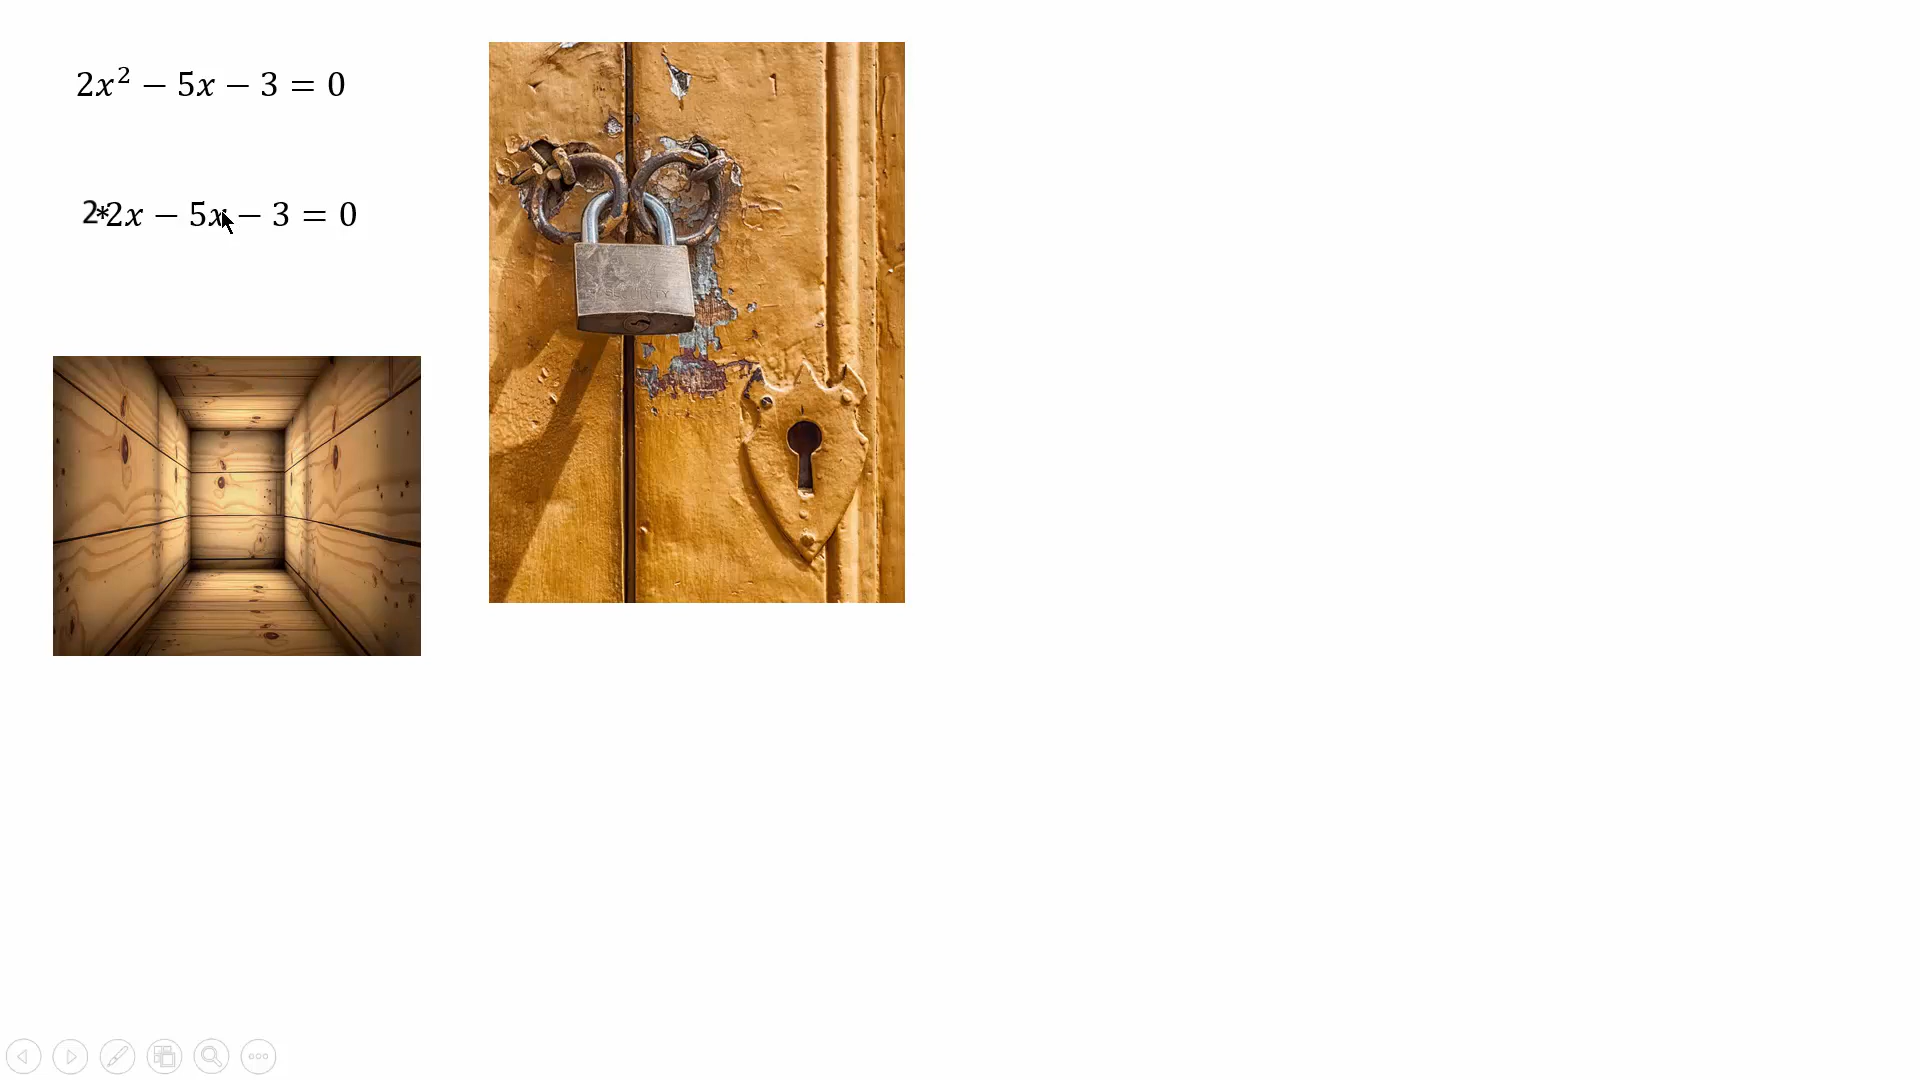 2x² − 5x − 3 = 0
2*2x − 5x − 3 = 0